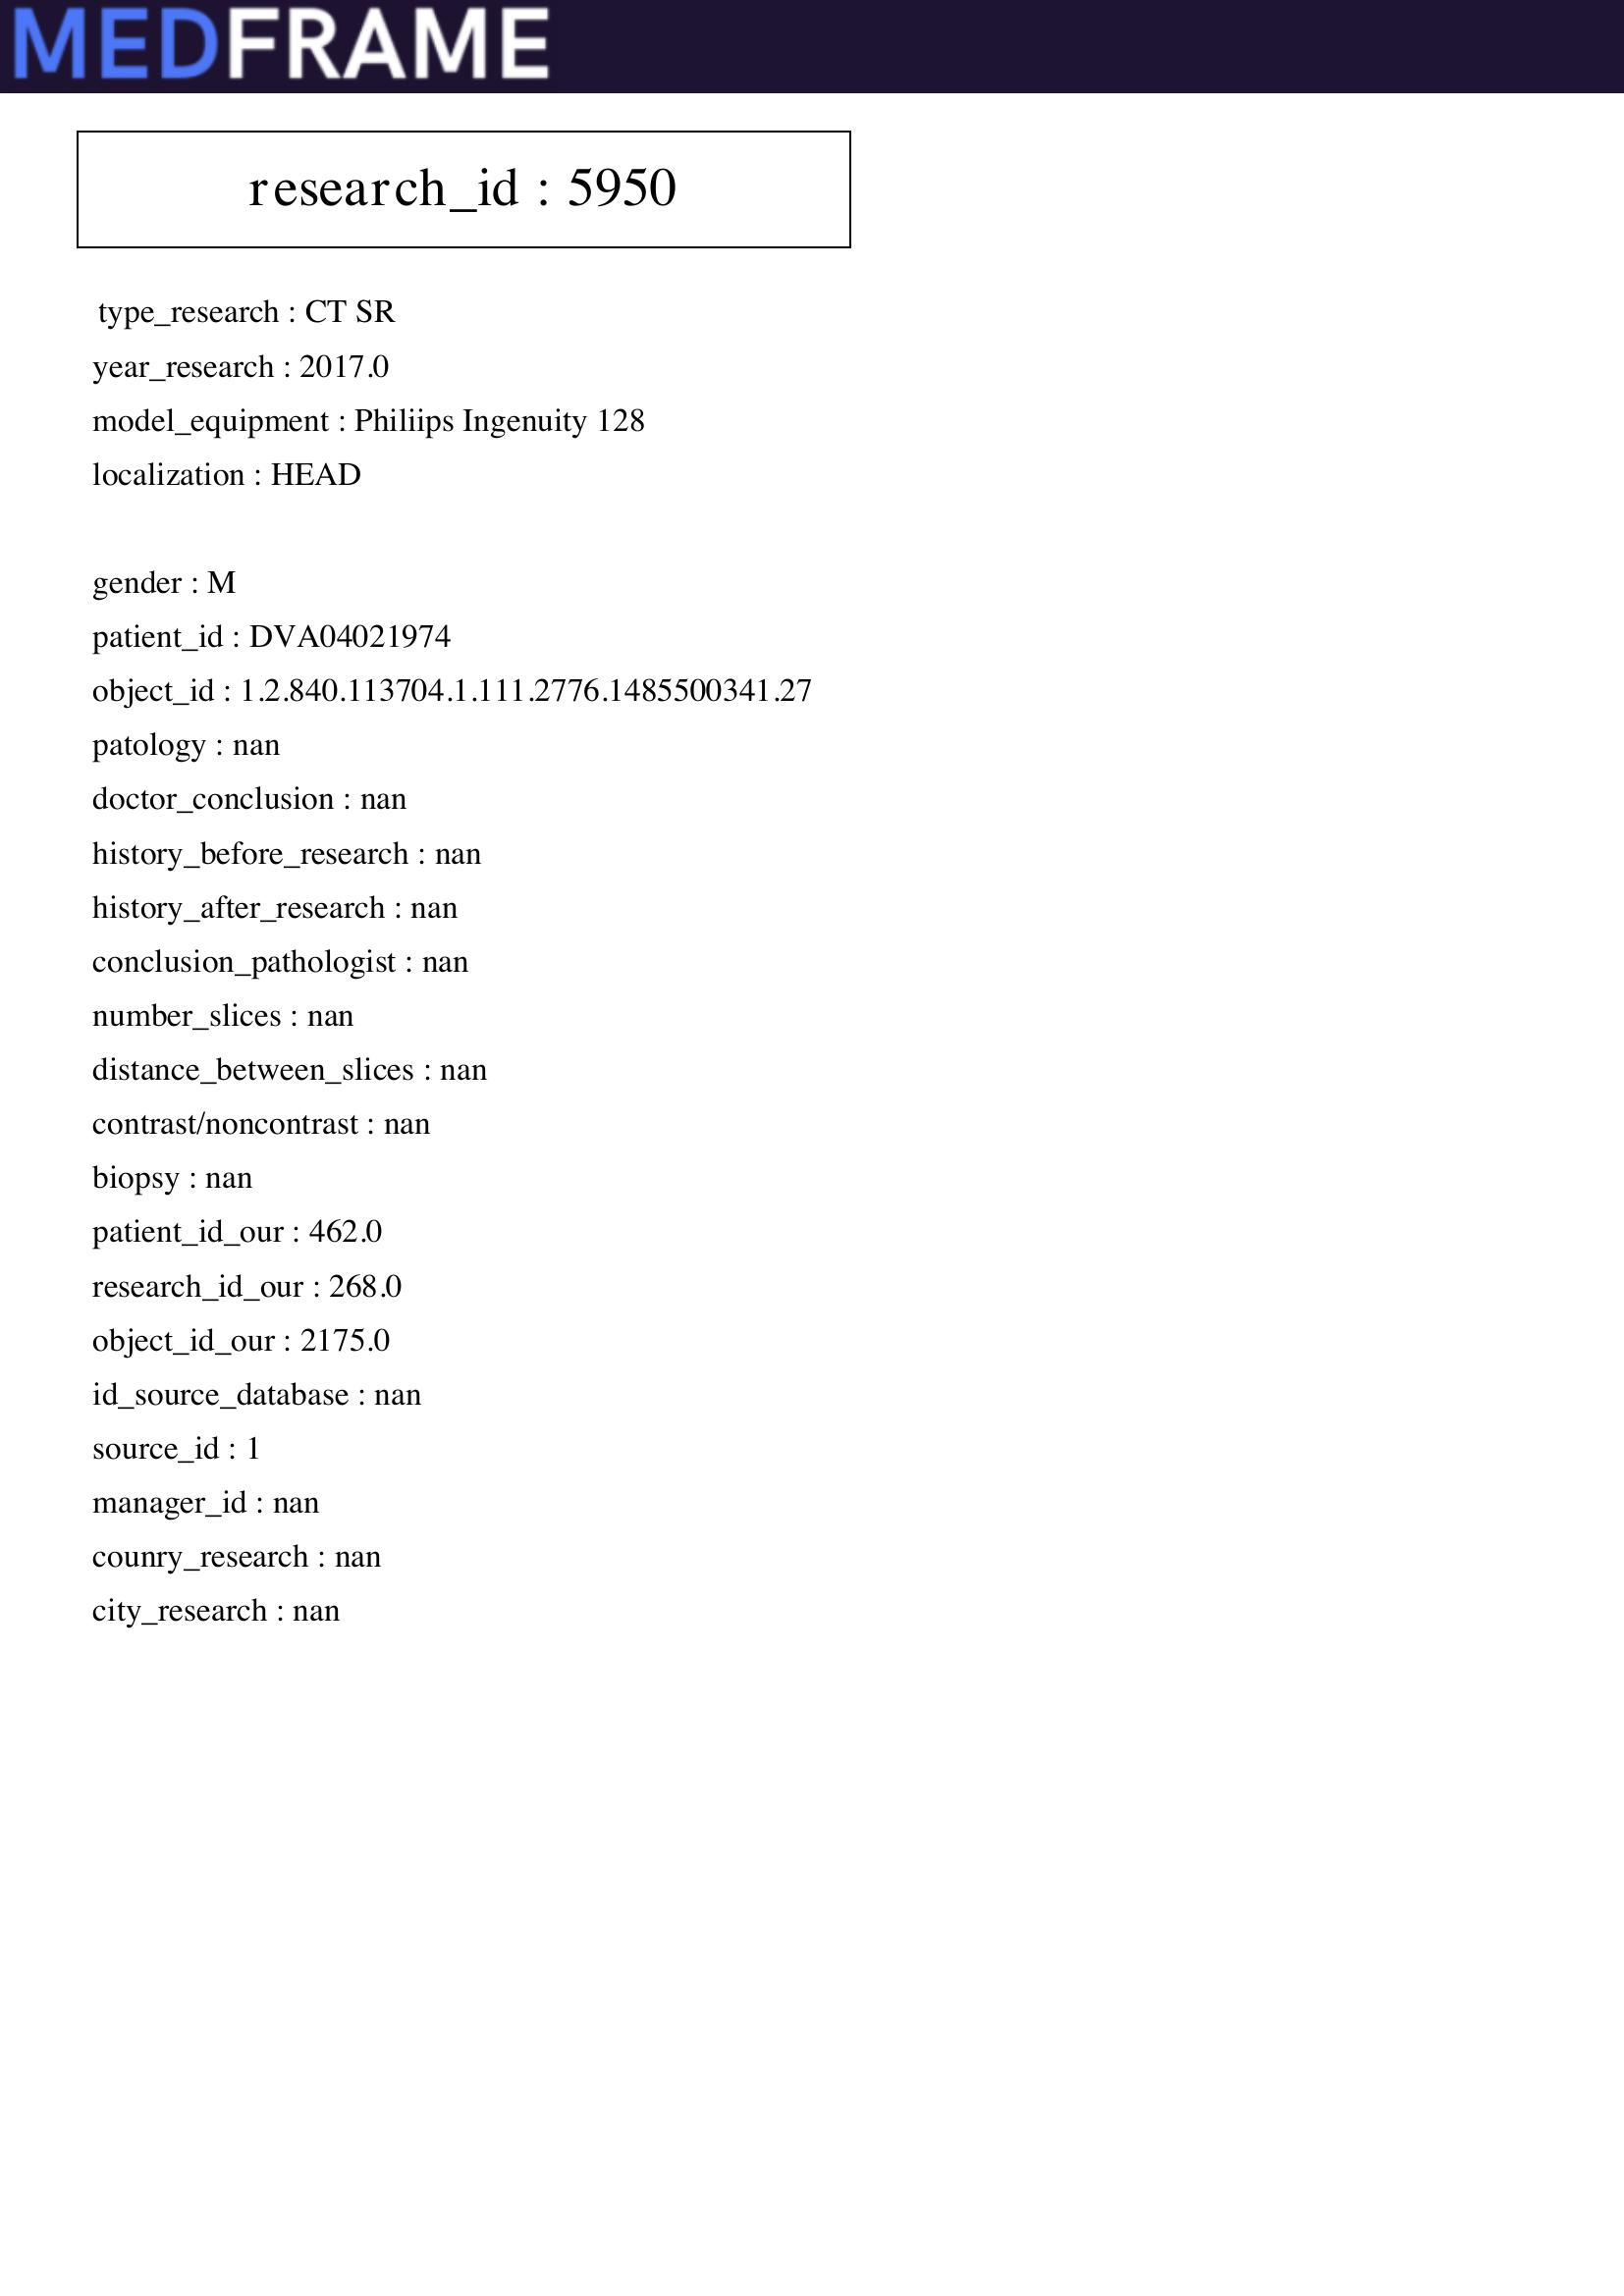 MEDFRAME
research_id : 5950
type_research : CT SR
year_research : 2017.0
model_equipment : Philiips Ingenuity 128
localization : HEAD
gender : M
patient_id : DVA04021974
object_id : 1.2.840.113704.1.111.2776.1485500341.27
patology : nan
doctor_conclusion : nan
history_before_research : nan
history_after_research : nan
conclusion_pathologist : nan
number_slices : nan
distance_between_slices : nan
contrast/noncontrast : nan
biopsy : nan
patient_id_our : 462.0
research_id_our : 268.0
object_id_our : 2175.0
id_source_database : nan
source_id : 1
manager_id : nan
counry_research : nan
city_research : nan